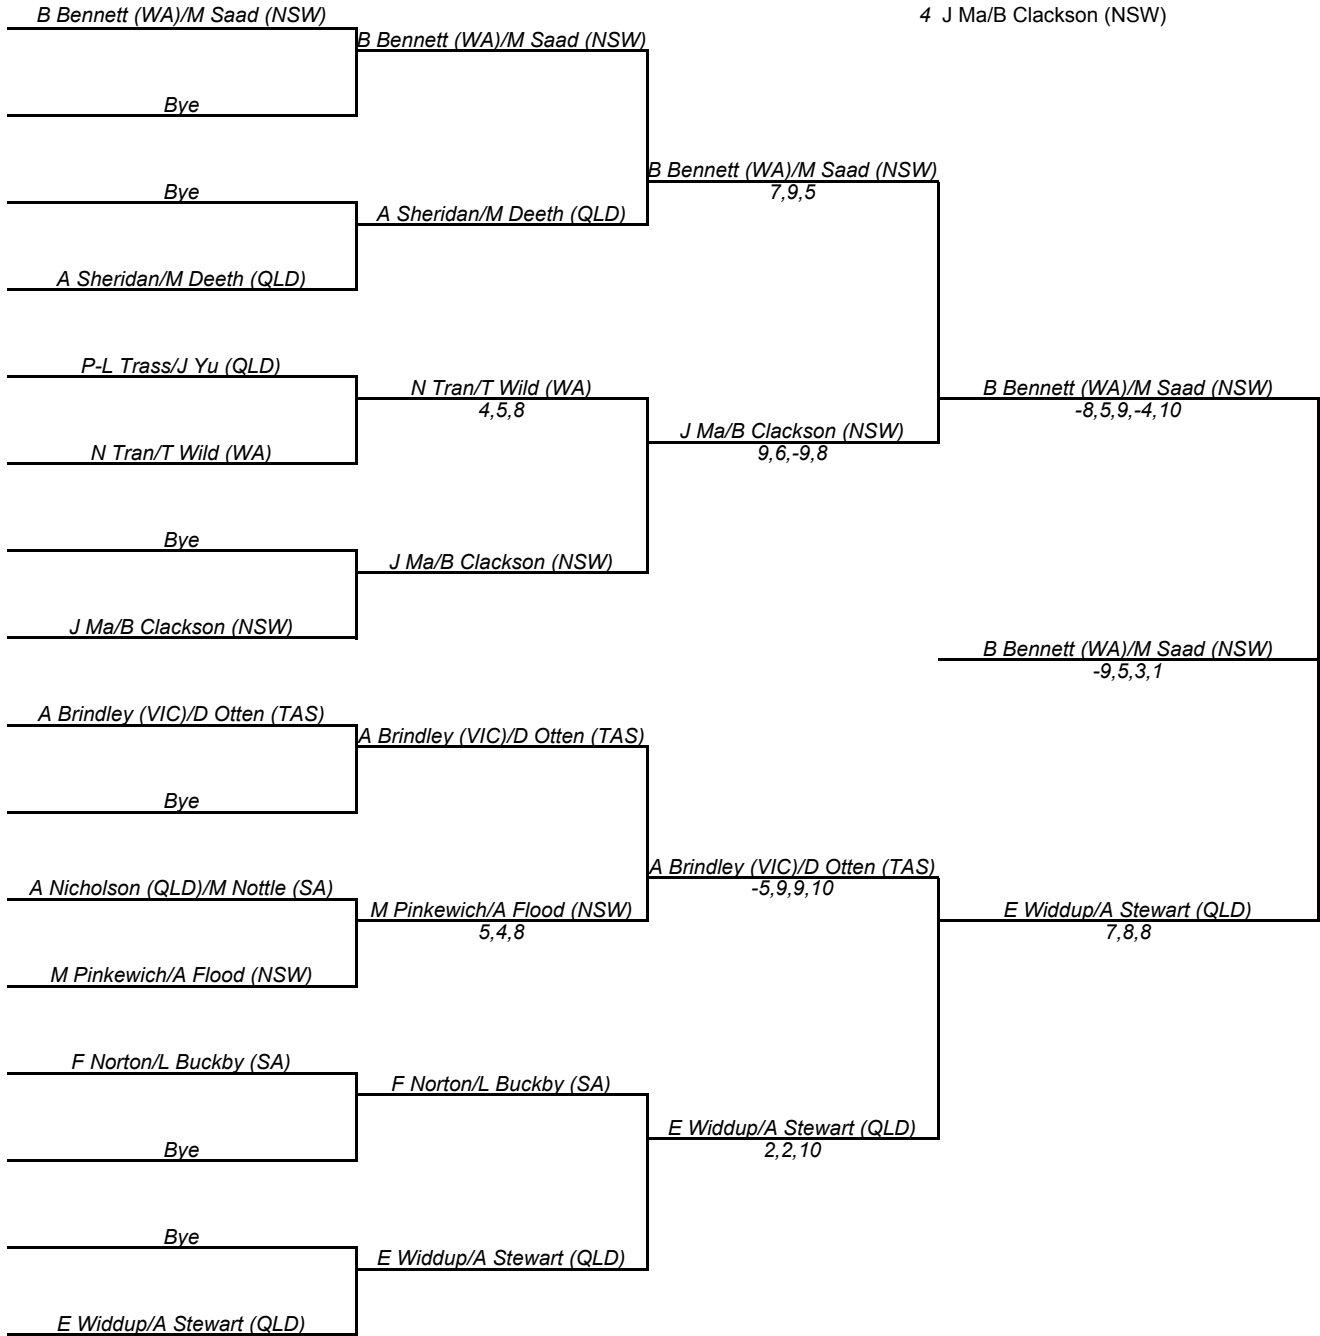 B Bennett (WA)/M Saad (NSW)
4 J Ma/B Clackson (NSW)
B Bennett (WA)/M Saad (NSW)
Bye
B Bennett (WA)/M Saad (NSW)
7,9,5
Bye
A Sheridan/M Deeth (QLD)
A Sheridan/M Deeth (QLD)
P-L Trass/J Yu (QLD)
N Tran/T Wild (WA)
4,5,8
B Bennett (WA)/M Saad (NSW)
-8,5,9,-4,10
J Ma/B Clackson (NSW)
9,6,-9,8
N Tran/T Wild (WA)
Bye
J Ma/B Clackson (NSW)
J Ma/B Clackson (NSW)
B Bennett (WA)/M Saad (NSW)
-9,5,3,1
A Brindley (VIC)/D Otten (TAS)
A Brindley (VIC)/D Otten (TAS)
Bye
A Brindley (VIC)/D Otten (TAS)
-5,9,9,10
A Nicholson (QLD)/M Nottle (SA)
M Pinkewich/A Flood (NSW)
5,4,8
E Widdup/A Stewart (QLD)
7,8,8
M Pinkewich/A Flood (NSW)
F Norton/L Buckby (SA)
F Norton/L Buckby (SA)
E Widdup/A Stewart (QLD)
2,2,10
Bye
Bye
E Widdup/A Stewart (QLD)
E Widdup/A Stewart (QLD)